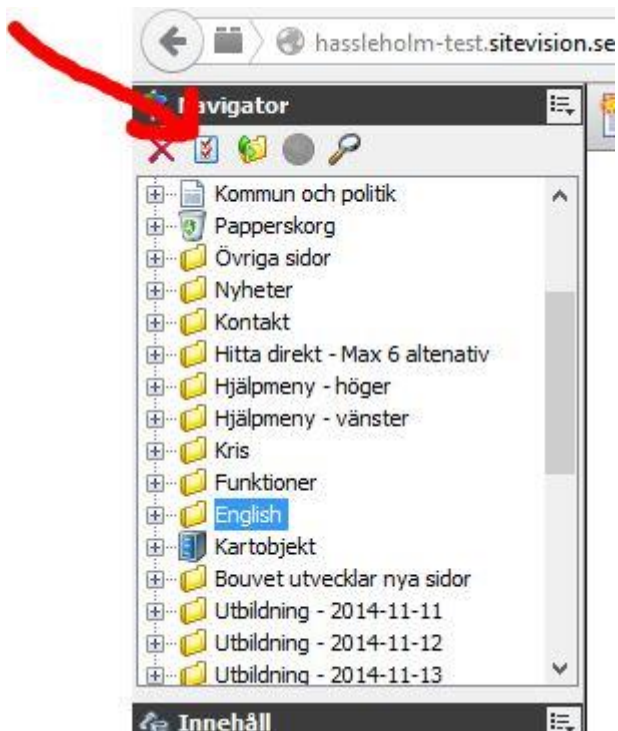 hassleholm-test.sitevision.se
Navigator
Kommun och politik
Papperskorg
Övriga sidor
Nyheter
Kontakt
Hitta direkt - Max 6 altenativ
Hjälpmeny - höger
Hjälpmeny - vänster
Kris
Funktioner
English
Kartobjekt
Bouvet utvecklar nya sidor
Utbildning - 2014-11-11
Utbildning - 2014-11-12
Utbildning - 2014-11-13
Innehåll